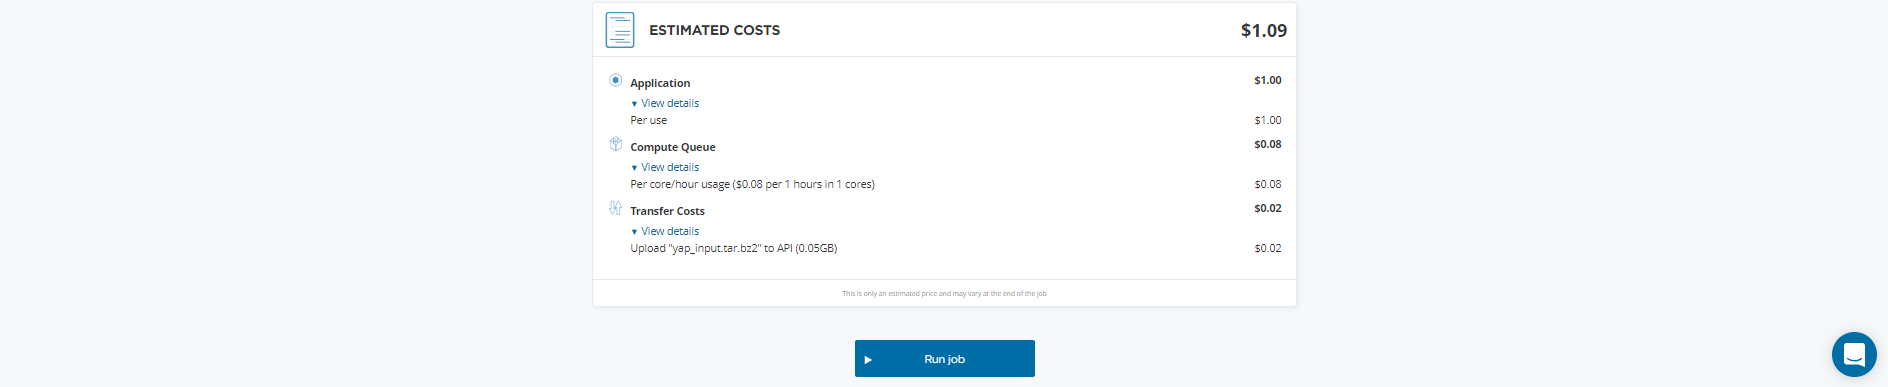 ESTIMATED COSTS $1.09
Application $1.00
▼ View details
Per use $1.00
Compute Queue $0.08
▼ View details
Per core/hour usage ($0.08 per 1 hours in 1 cores) $0.08
Transfer Costs $0.02
▼ View details
Upload "yap_input.tar.bz2" to API (0.05GB) $0.02
This is only an estimated price and may vary at the end of the job
Run job